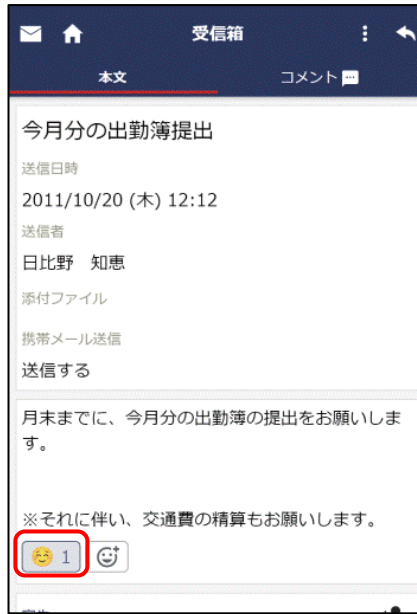 受信箱
本文 コメント
今月分の出勤簿提出
送信日時
2011/10/20 (木) 12:12
送信者
日比野　知恵
添付ファイル
携帯メール送信
送信する
月末までに、今月分の出勤簿の提出をお願いしま
す。
※それに伴い、交通費の精算もお願いします。
1